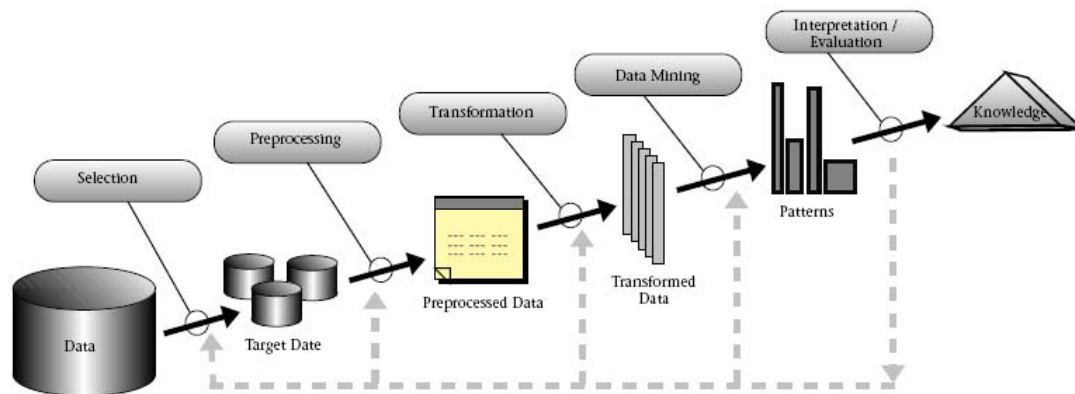 Interpretation /
Evaluation
Data Mining
Transformation
Preprocessing
Selection
Knowledge
Patterns
Transformed
Data
Preprocessed Data
Target Date
Data